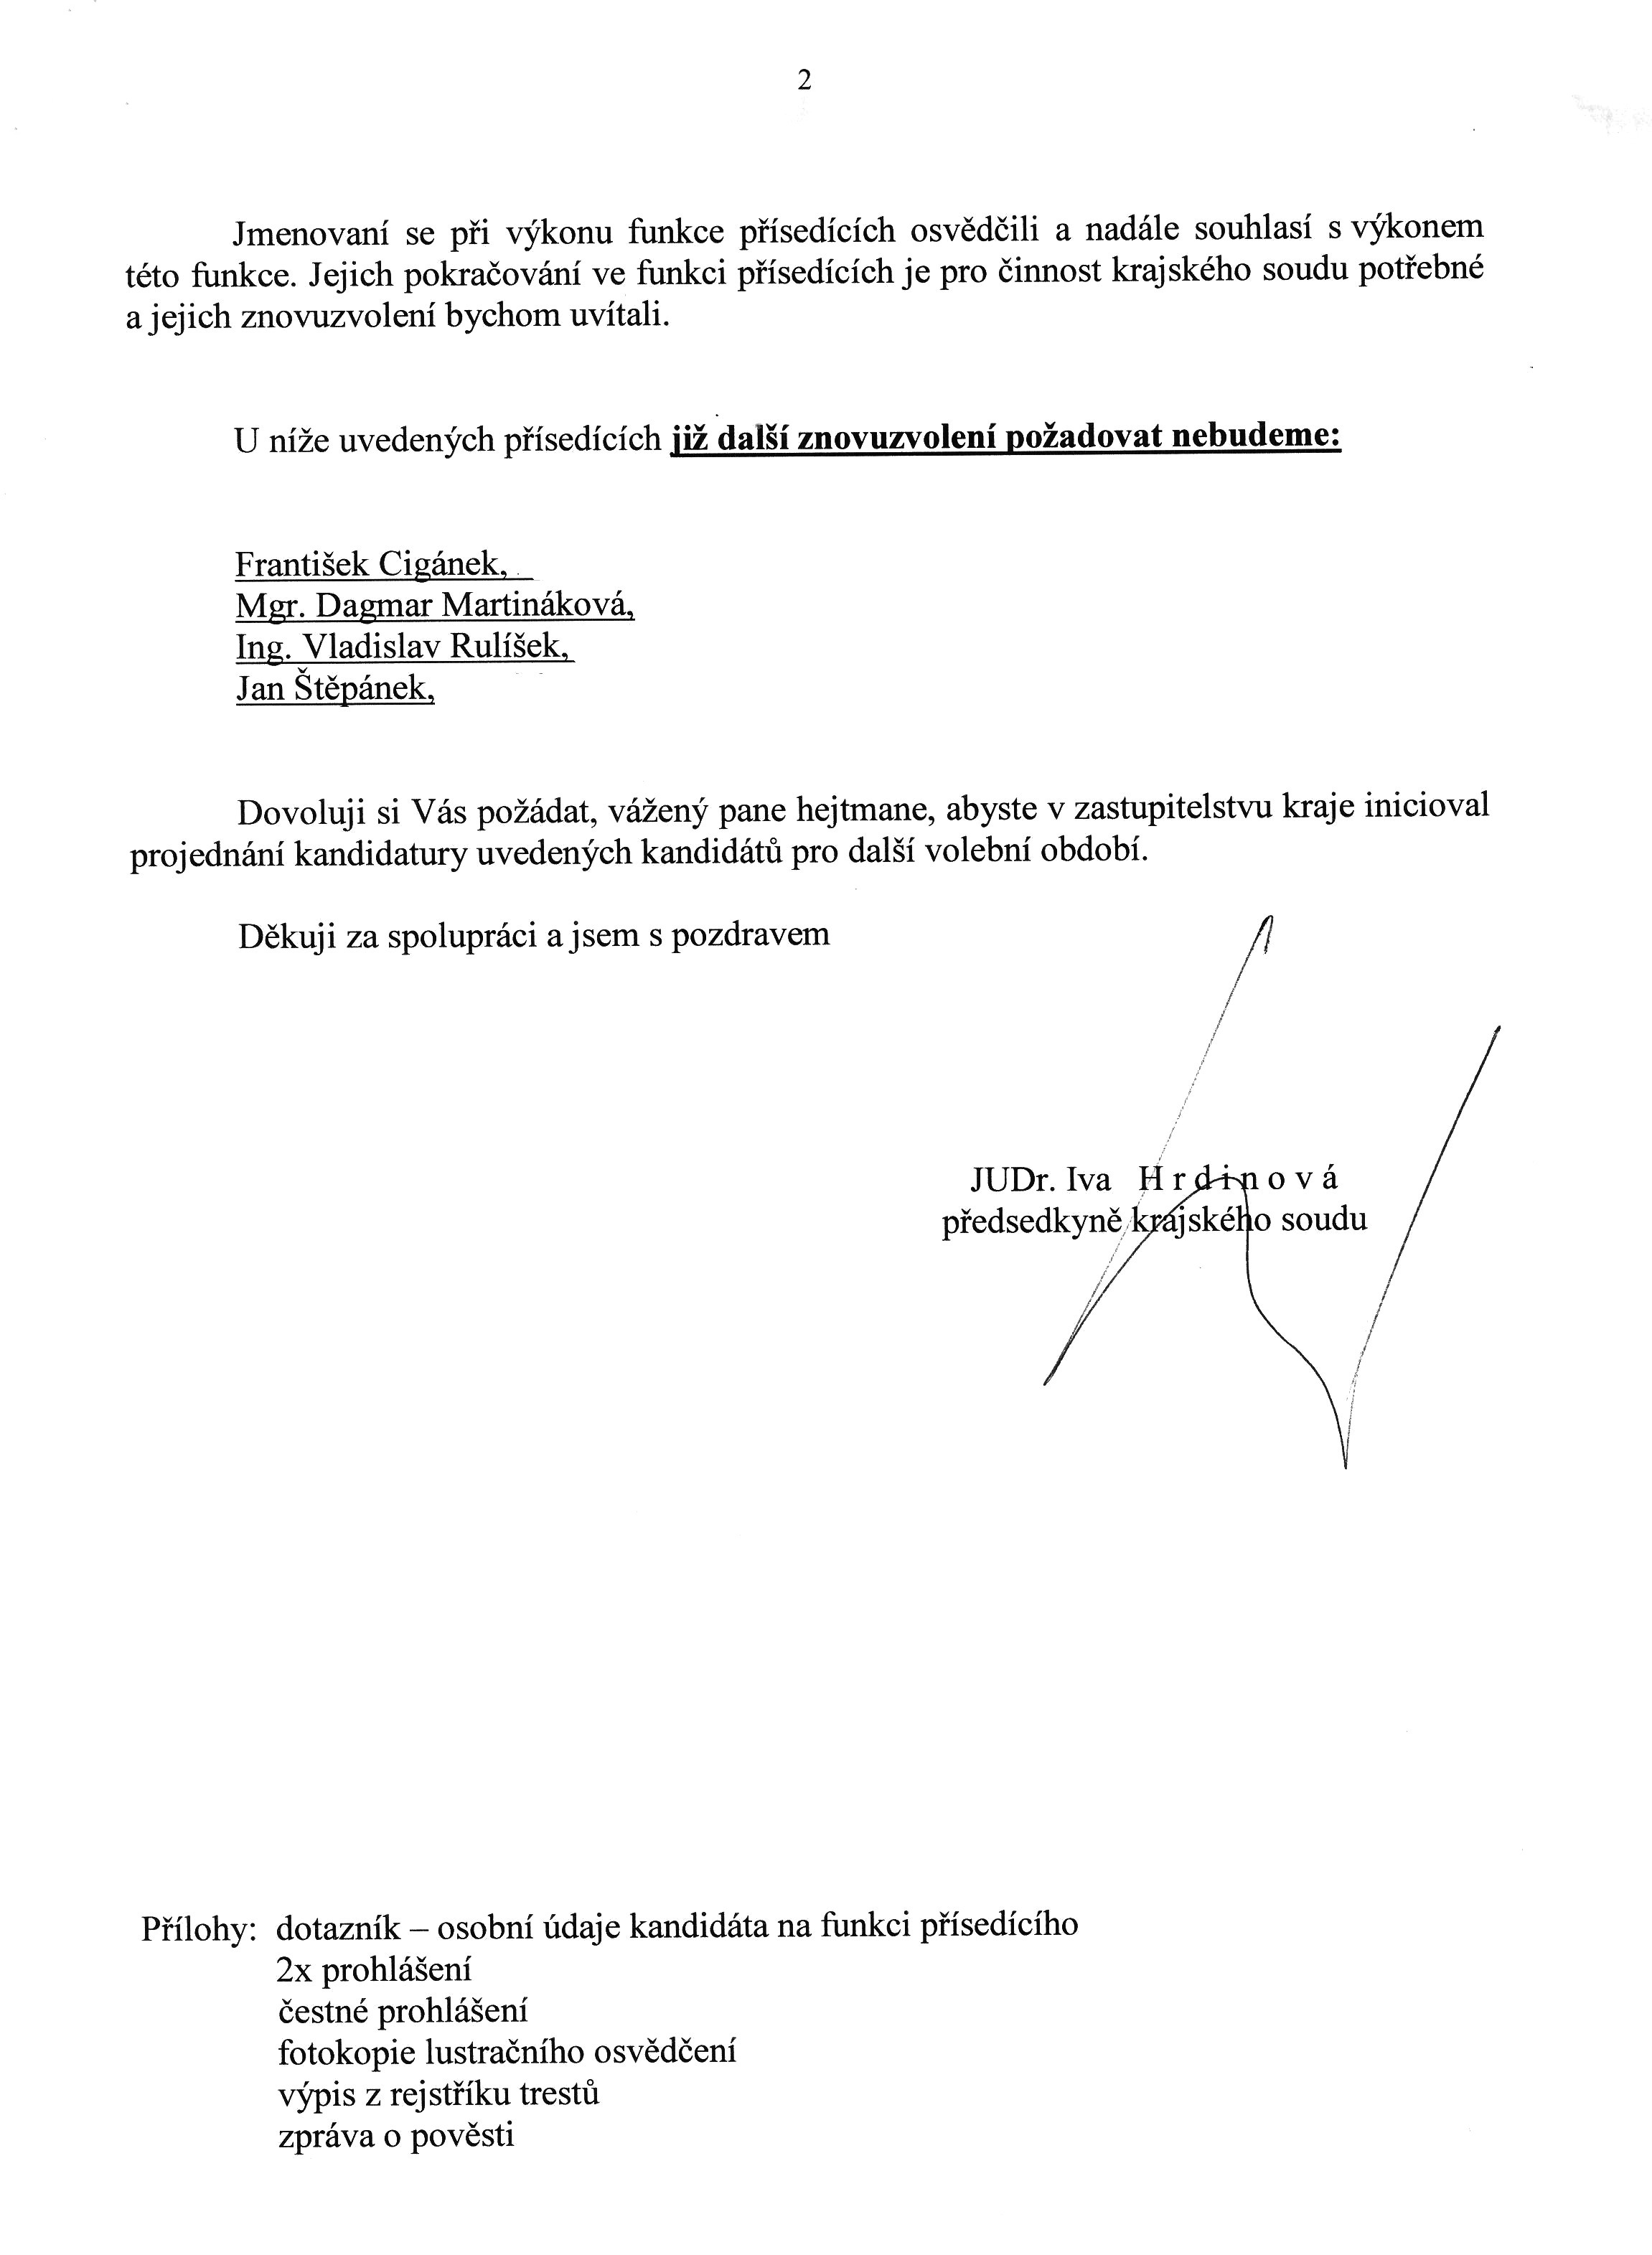 2
Jmenovaní se při výkonu funkce přísedících osvědčili a nadále souhlasí s výkonem
této funkce. Jejich pokračování ve funkci přísedících je pro činnost krajského soudu potřebné
a jejich znovuzvolení bychom uvítali.
U níže uvedených přísedících již další znovuzvolení požadovat nebudeme:
František Cigánek,
Mgr. Dagmar Martináková,
Ing. Vladislav Rulíšek,
Jan Štěpánek,
Dovoluji si Vás požádat, vážený pane hejtmane, abyste v zastupitelstvu kraje inicioval
projednání kandidatury uvedených kandidátů pro další volební období.
Děkuji za spolupráci a jsem s pozdravem
JUDr. Iva H r d i n o v á
předsedkyně krajského soudu
Přílohy: dotazník – osobní údaje kandidáta na funkci přísedícího
2x prohlášení
čestné prohlášení
fotokopie lustračního osvědčení
výpis z rejstříku trestů
zpráva o pověsti